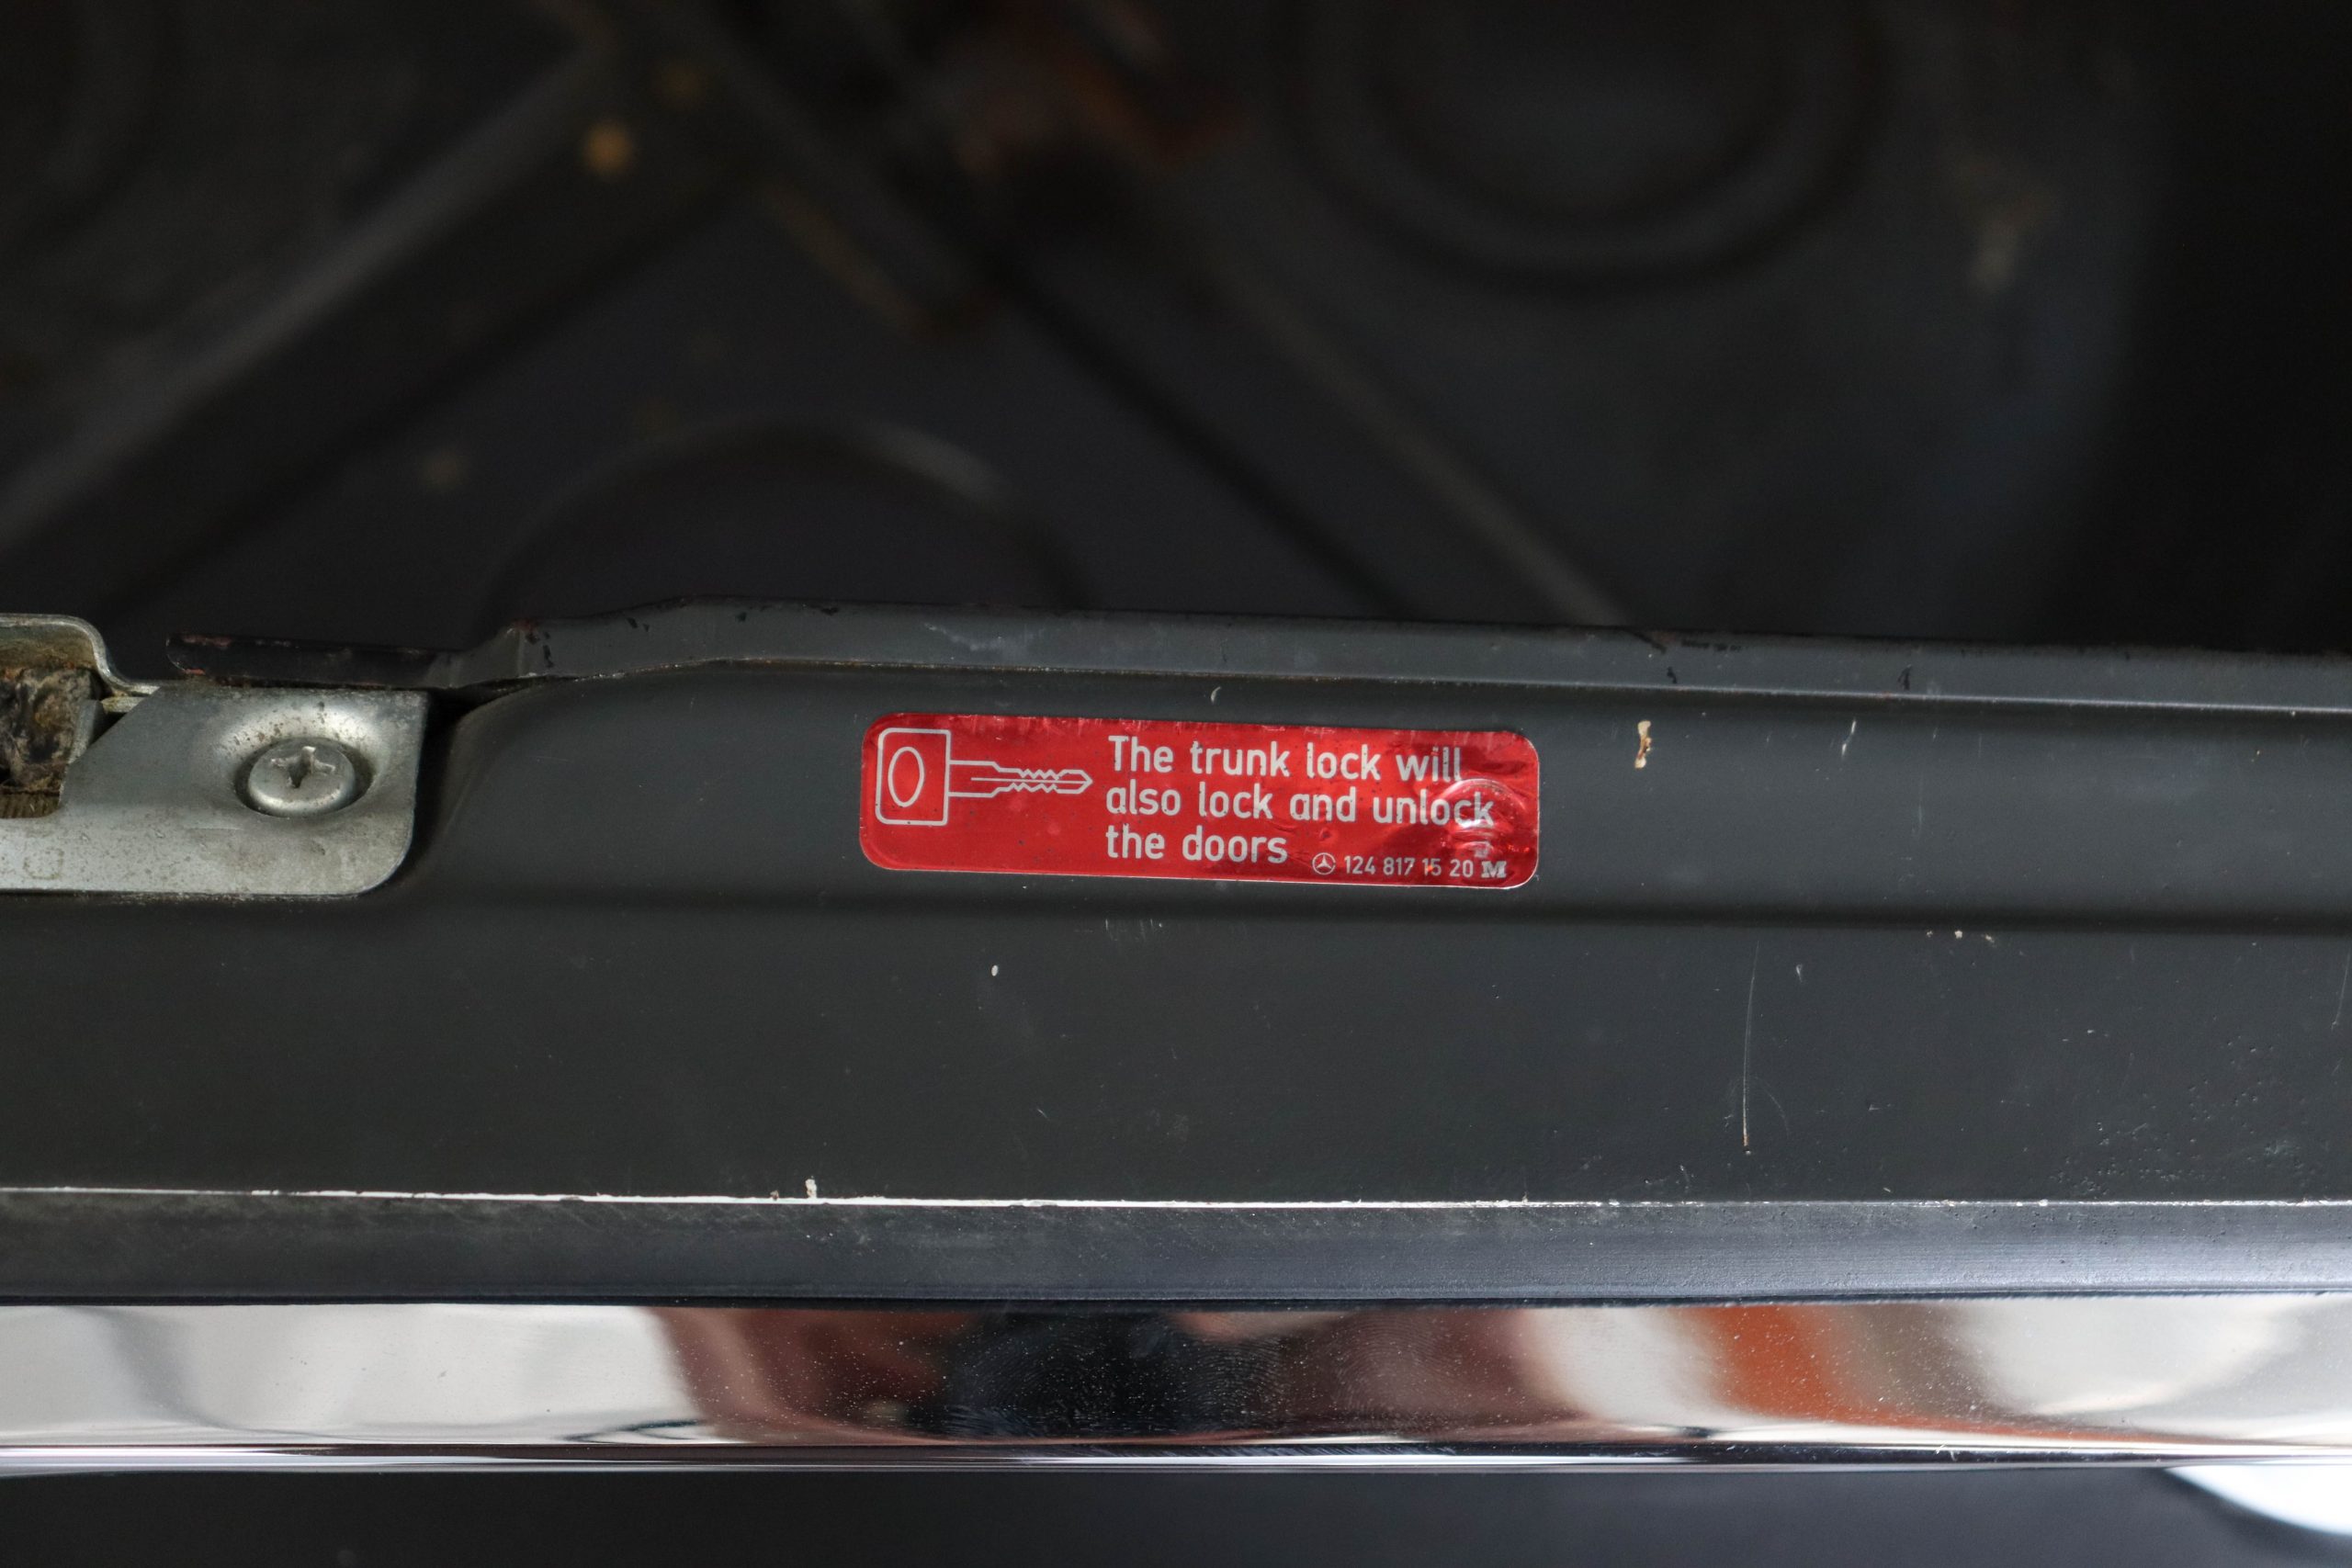 The trunk lock will
also lock and unlock
the doors
124 817 15 20 M